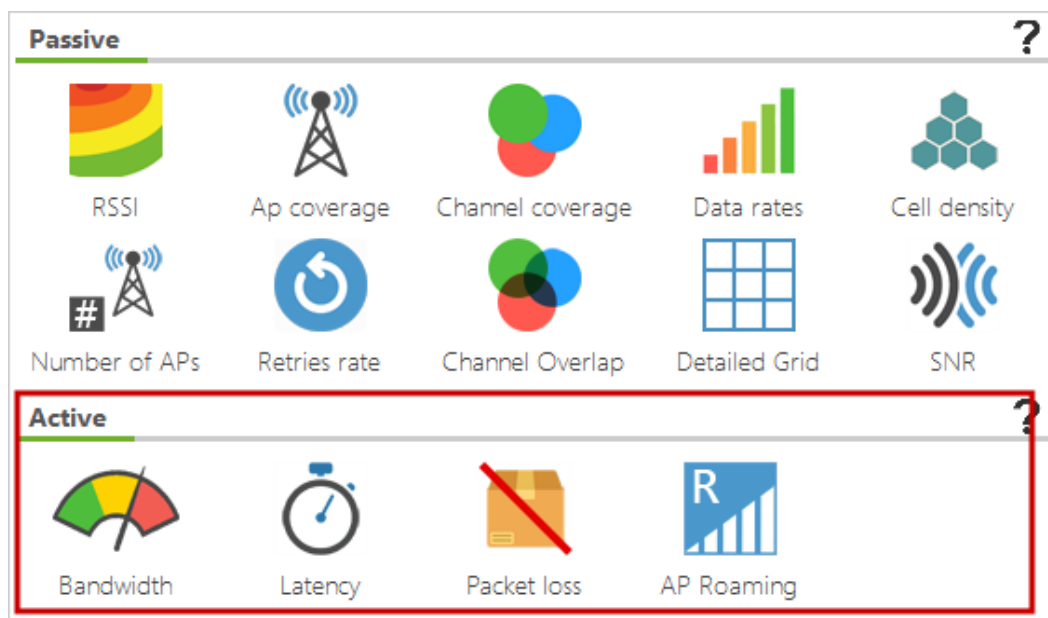 Passive ?
RSSI Ap coverage Channel coverage Data rates Cell density
#
Number of APs Retries rate Channel Overlap Detailed Grid SNR
Active ?
R
Bandwidth Latency Packet loss AP Roaming